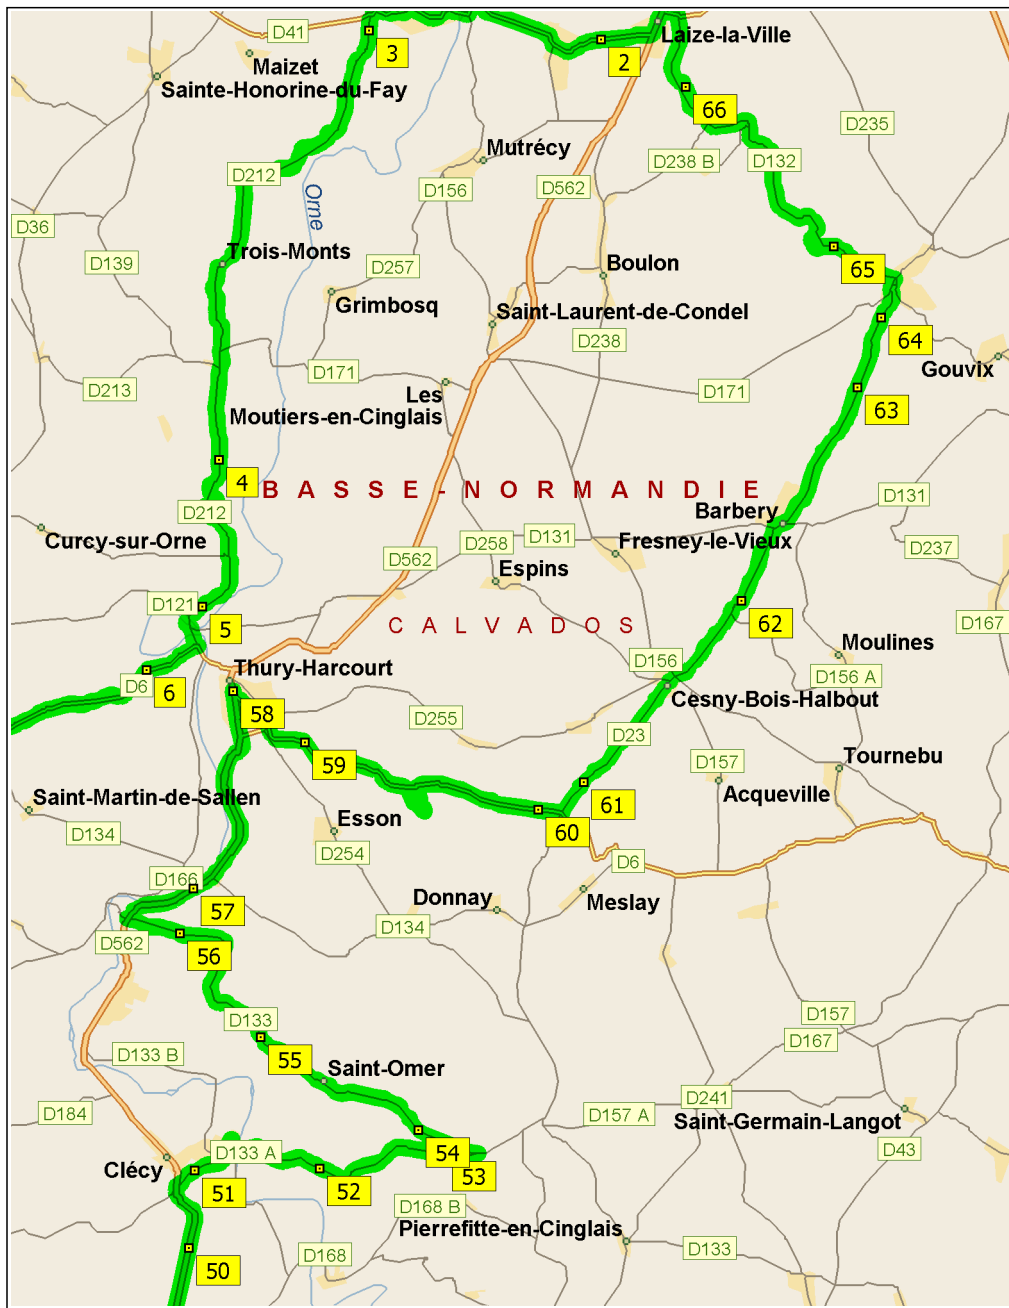 D41
Laize-la-Ville
3
2
Maizet
Sainte-Honorine-du-Fay
66
D235
Mutrécy
D238 B
D132
D212
D156
D562
Orne
D36
Trois-Monts
D139
D257
Boulon
65
Grimbosq
Saint-Laurent-de-Condel
D238
64
Gouvix
D171
D213
Les
Moutiers-en-Cinglais
D171
63
4
BASSE-NORMANDIE
D131
D212
Barbery
Curcy-sur-Orne
D258
D131
Fresney-le-Vieux
D237
D562
Espins
D121
5
CALVADOS
62
D167
Moulines
Thury-Harcourt
D156
D156 A
D6
6
Cesny-Bois-Halbout
58
D255
D23
59
D157
Tournebu
61
Acqueville
Saint-Martin-de-Sallen
Esson
60
D134
D254
D6
D166
57
Donnay
Meslay
D562
D134
56
D133
D157
D167
D133 B
55
Saint-Omer
D241
D184
D157 A
Saint-Germain-Langot
54
D133 A
D43
Clécy
53
51
52
D168 B
Pierrefitte-en-Cinglais
D168
D133
50